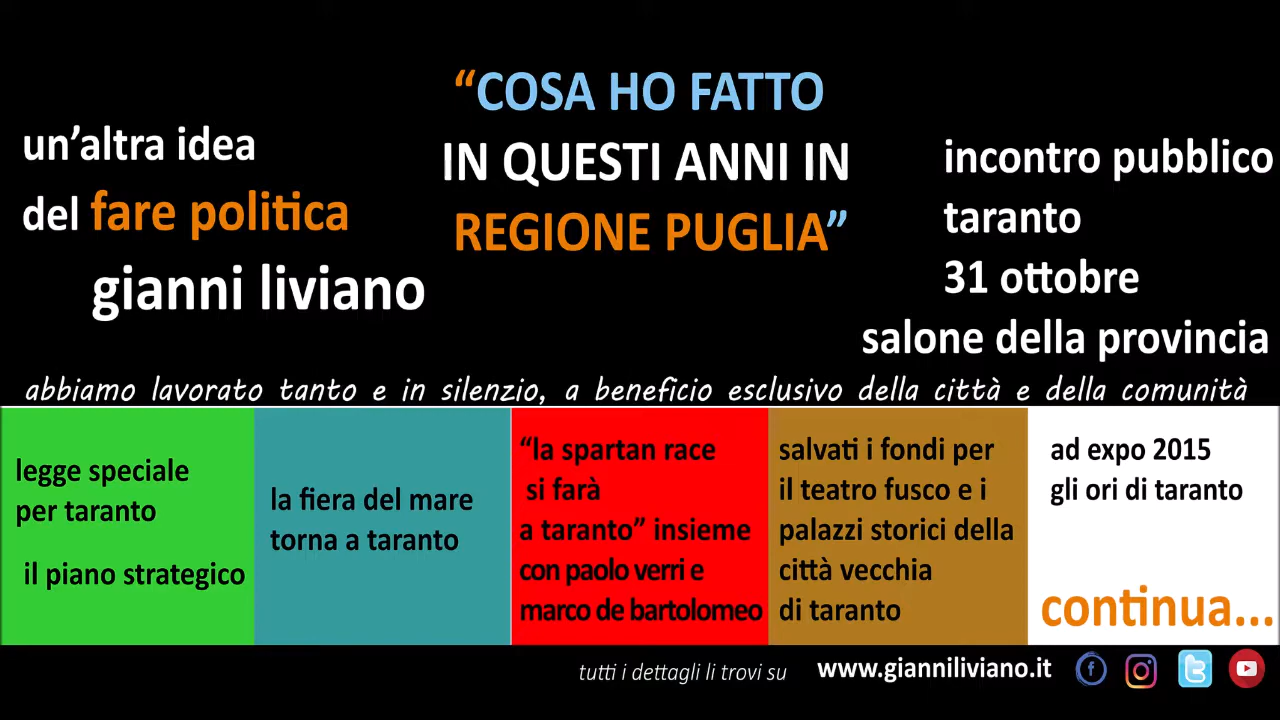 un'altra idea
del fare politica
gianni liviano
“COSA HO FATTO
IN QUESTI ANNI IN
REGIONE PUGLIA”
incontro pubblico
taranto
31 ottobre
salone della provincia
abbiamo lavorato tanto e in silenzio, a beneficio esclusivo della città e della comunità
legge speciale
per taranto
il piano strategico
la fiera del mare
torna a taranto
“la spartan race
si farà
a taranto” insieme
con paolo verri e
marco de bartolomeo
salvati i fondi per
il teatro fusco e i
palazzi storici della
città vecchia
di taranto
ad expo 2015
gli ori di taranto
continua...
tutti i dettagli li trovi su www.gianniliviano.it